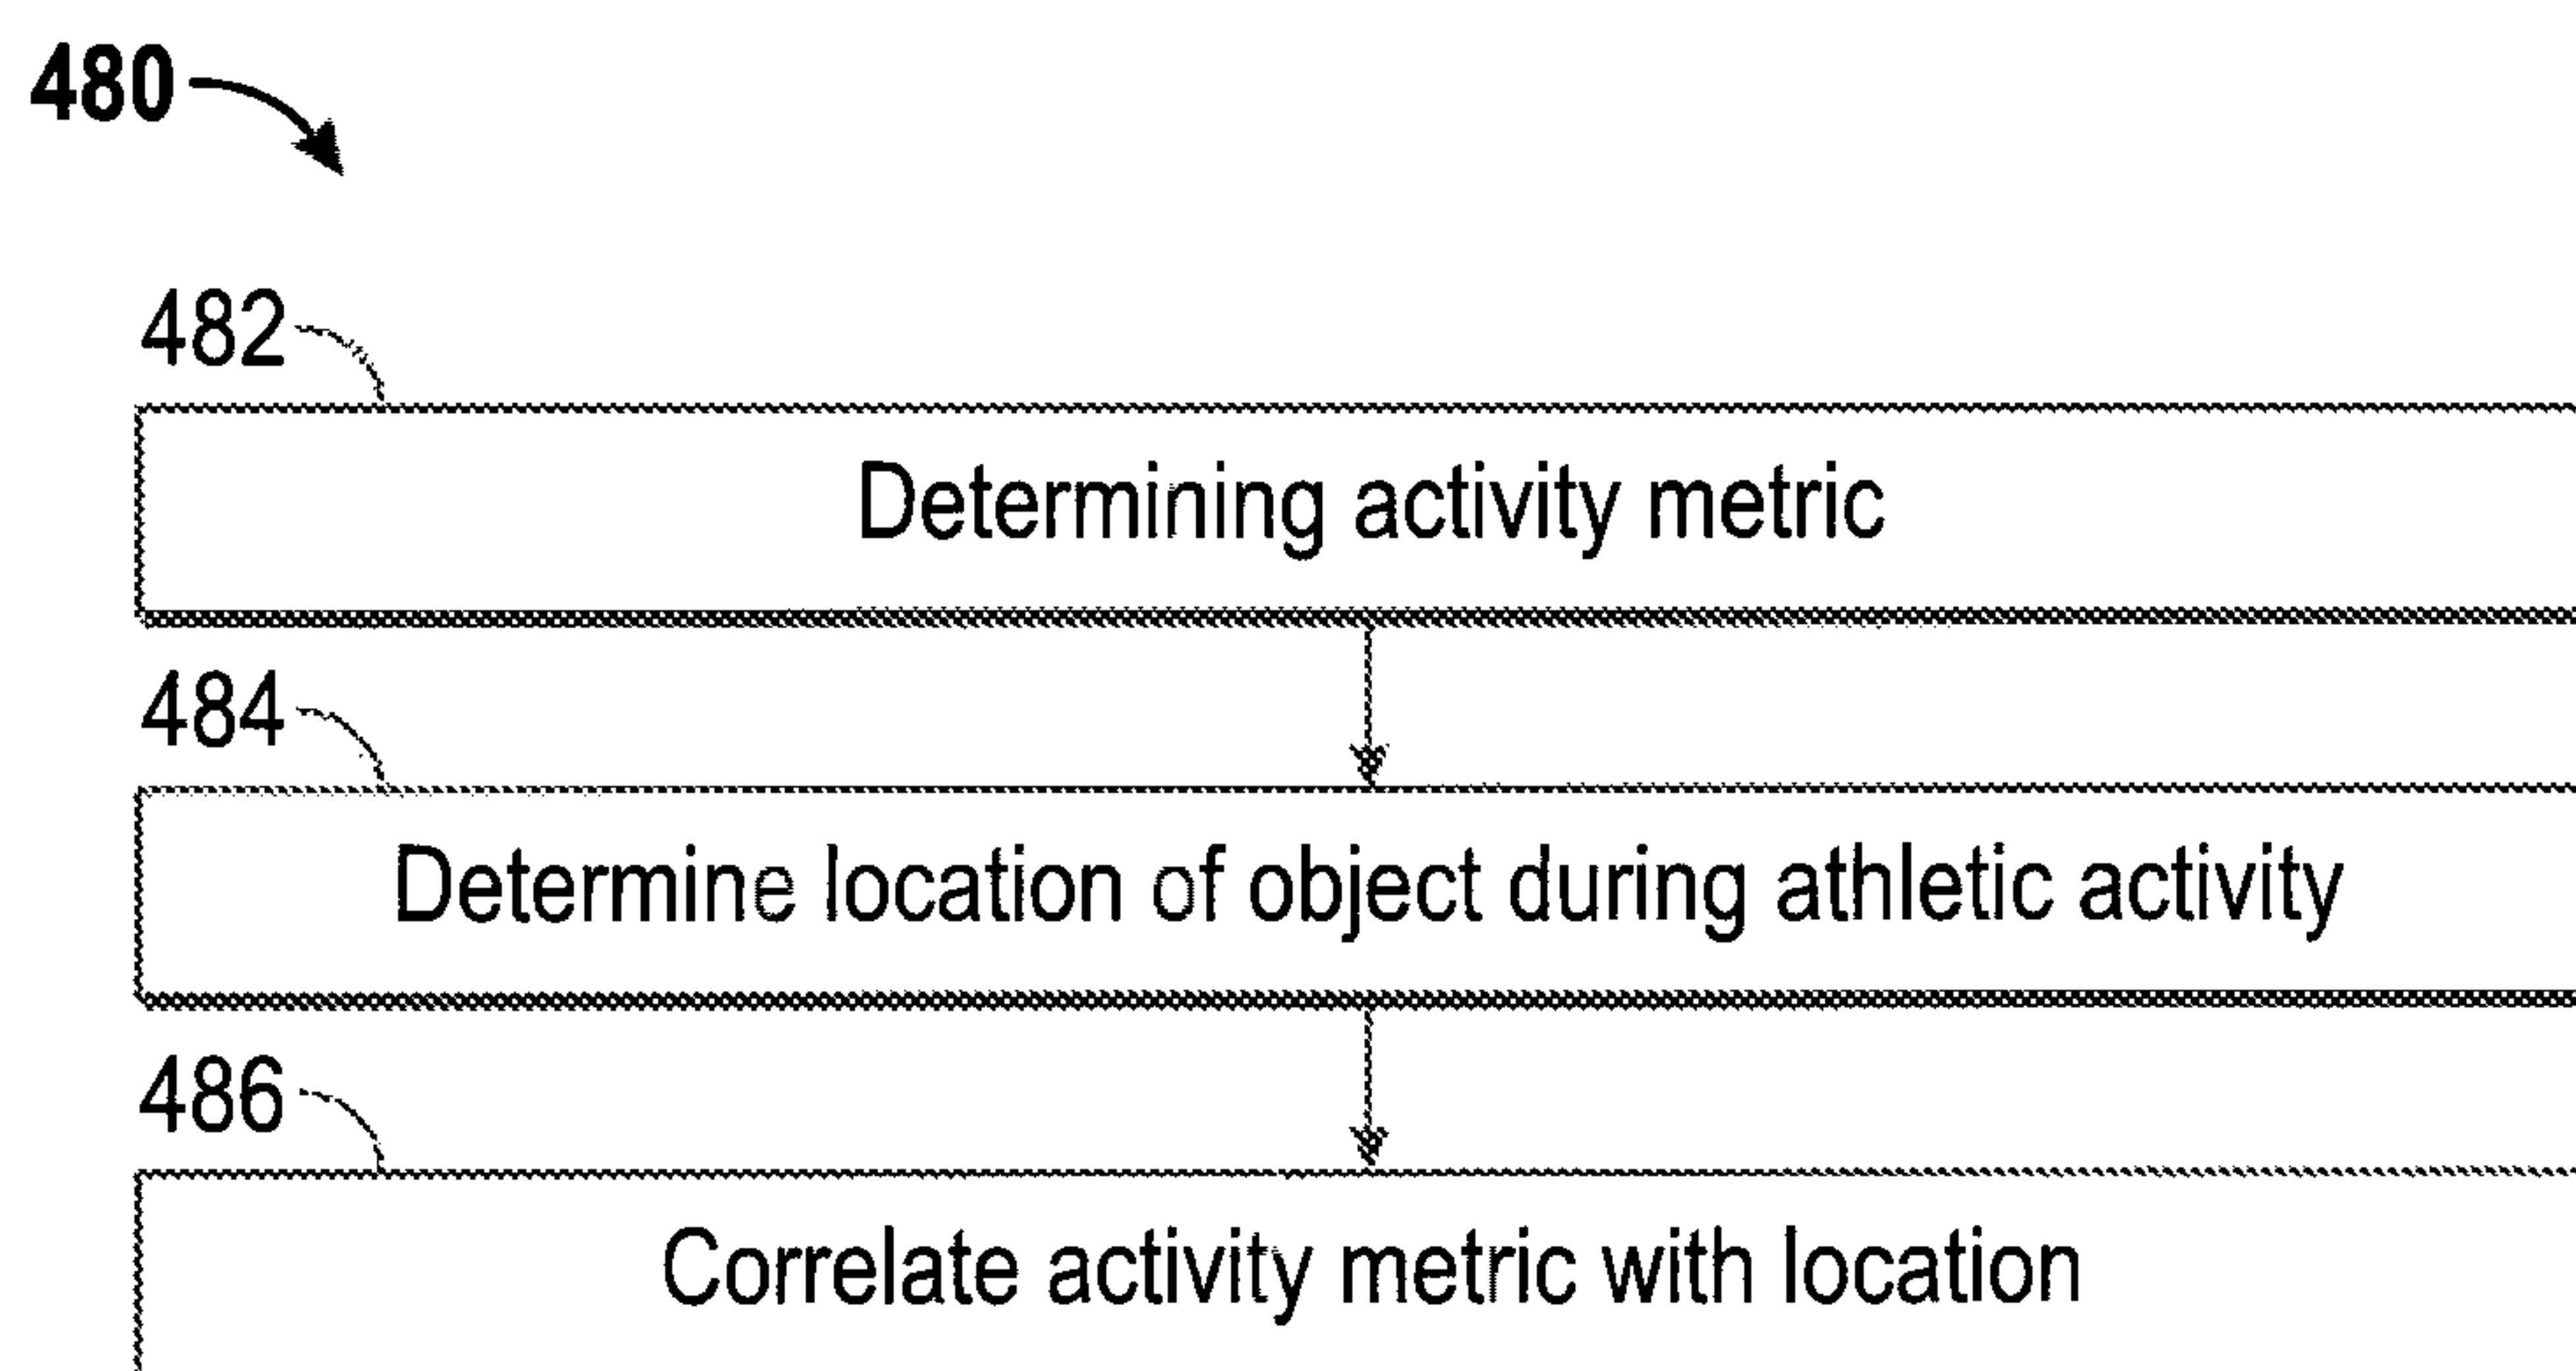 480
482
Determining activity metric
484
Determine location of object during athletic activity
486
Correlate activity metric with location